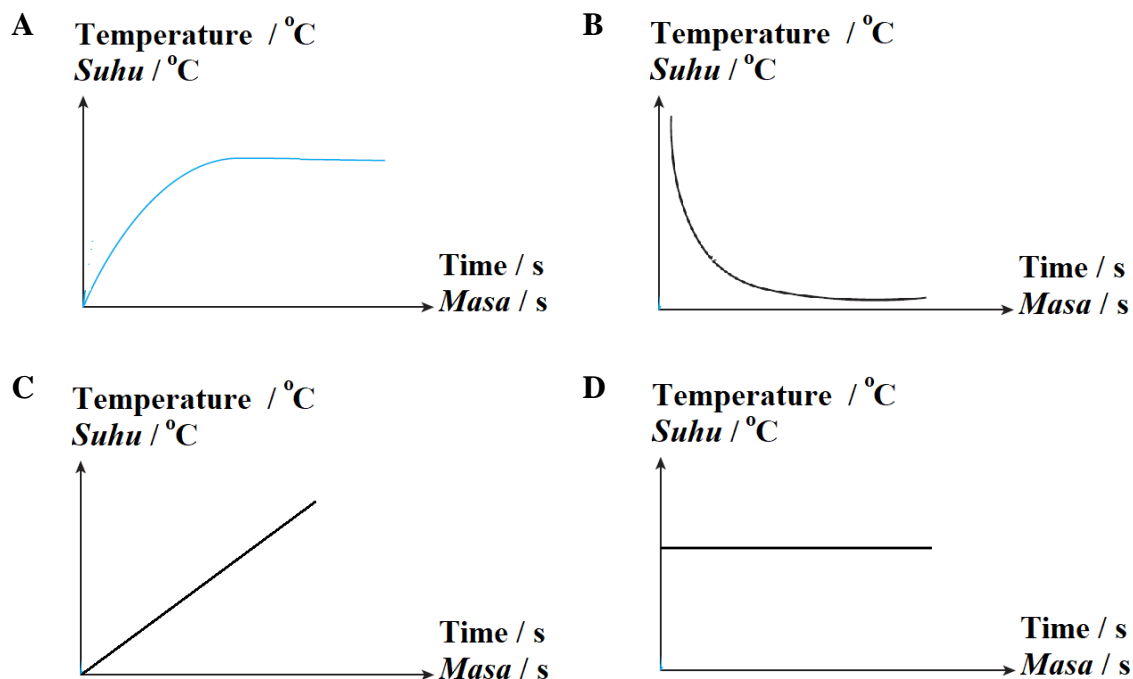 A
Temperature / °C
Suhu / °C
Time / s
Masa / s
B
Temperature / °C
Suhu / °C
Time / s
Masa / s
C
Temperature / °C
Suhu / °C
Time / s
Masa / s
D
Temperature / °C
Suhu / °C
Time / s
Masa / s